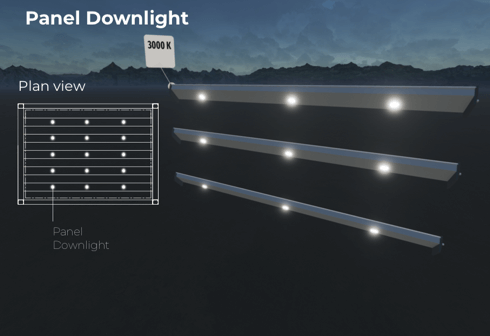 Panel Downlight
3000 K
Plan view
Panel
Downlight